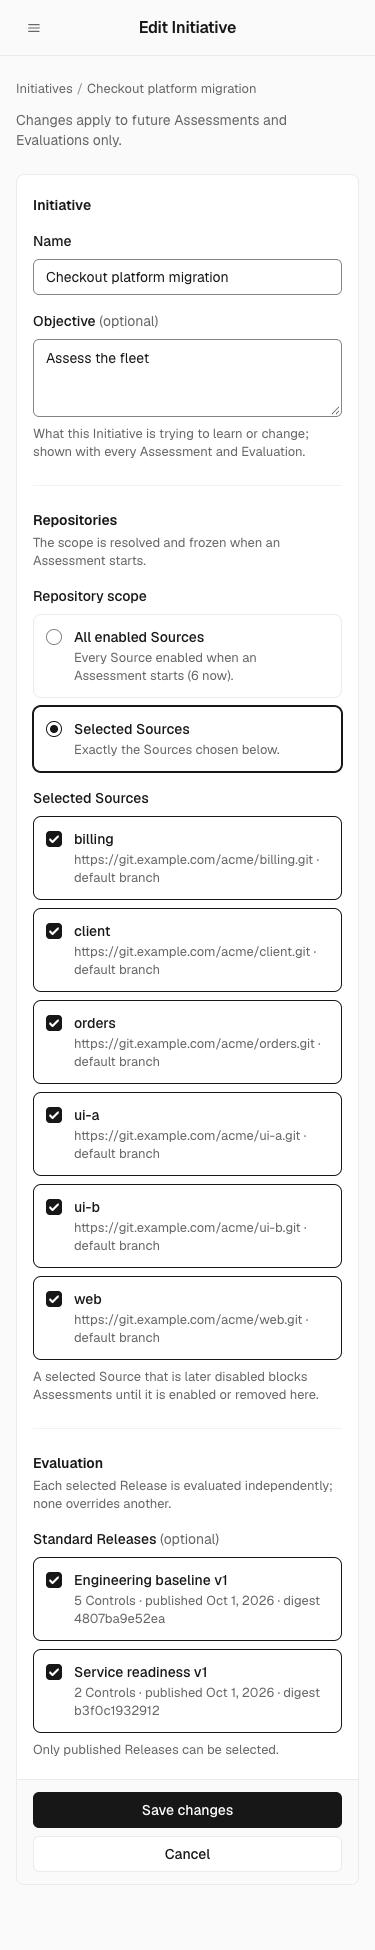 Edit Initiative
Initiatives / Checkout platform migration
Changes apply to future Assessments and
Evaluations only.
Initiative
Name
Checkout platform migration
Objective (optional)
Assess the fleet
What this Initiative is trying to learn or change;
shown with every Assessment and Evaluation.
Repositories
The scope is resolved and frozen when an
Assessment starts.
Repository scope
All enabled Sources
Every Source enabled when an
Assessment starts (6 now).
Selected Sources
Exactly the Sources chosen below.
Selected Sources
billing
https://git.example.com/acme/billing.git ·
default branch
client
https://git.example.com/acme/client.git ·
default branch
orders
https://git.example.com/acme/orders.git ·
default branch
ui-a
https://git.example.com/acme/ui-a.git ·
default branch
ui-b
https://git.example.com/acme/ui-b.git ·
default branch
web
https://git.example.com/acme/web.git ·
default branch
A selected Source that is later disabled blocks
Assessments until it is enabled or removed here.
Evaluation
Each selected Release is evaluated independently;
none overrides another.
Standard Releases (optional)
Engineering baseline v1
5 Controls · published Oct 1, 2026 · digest
4807ba9e52ea
Service readiness v1
2 Controls · published Oct 1, 2026 · digest
b3f0c1932912
Only published Releases can be selected.
Save changes
Cancel